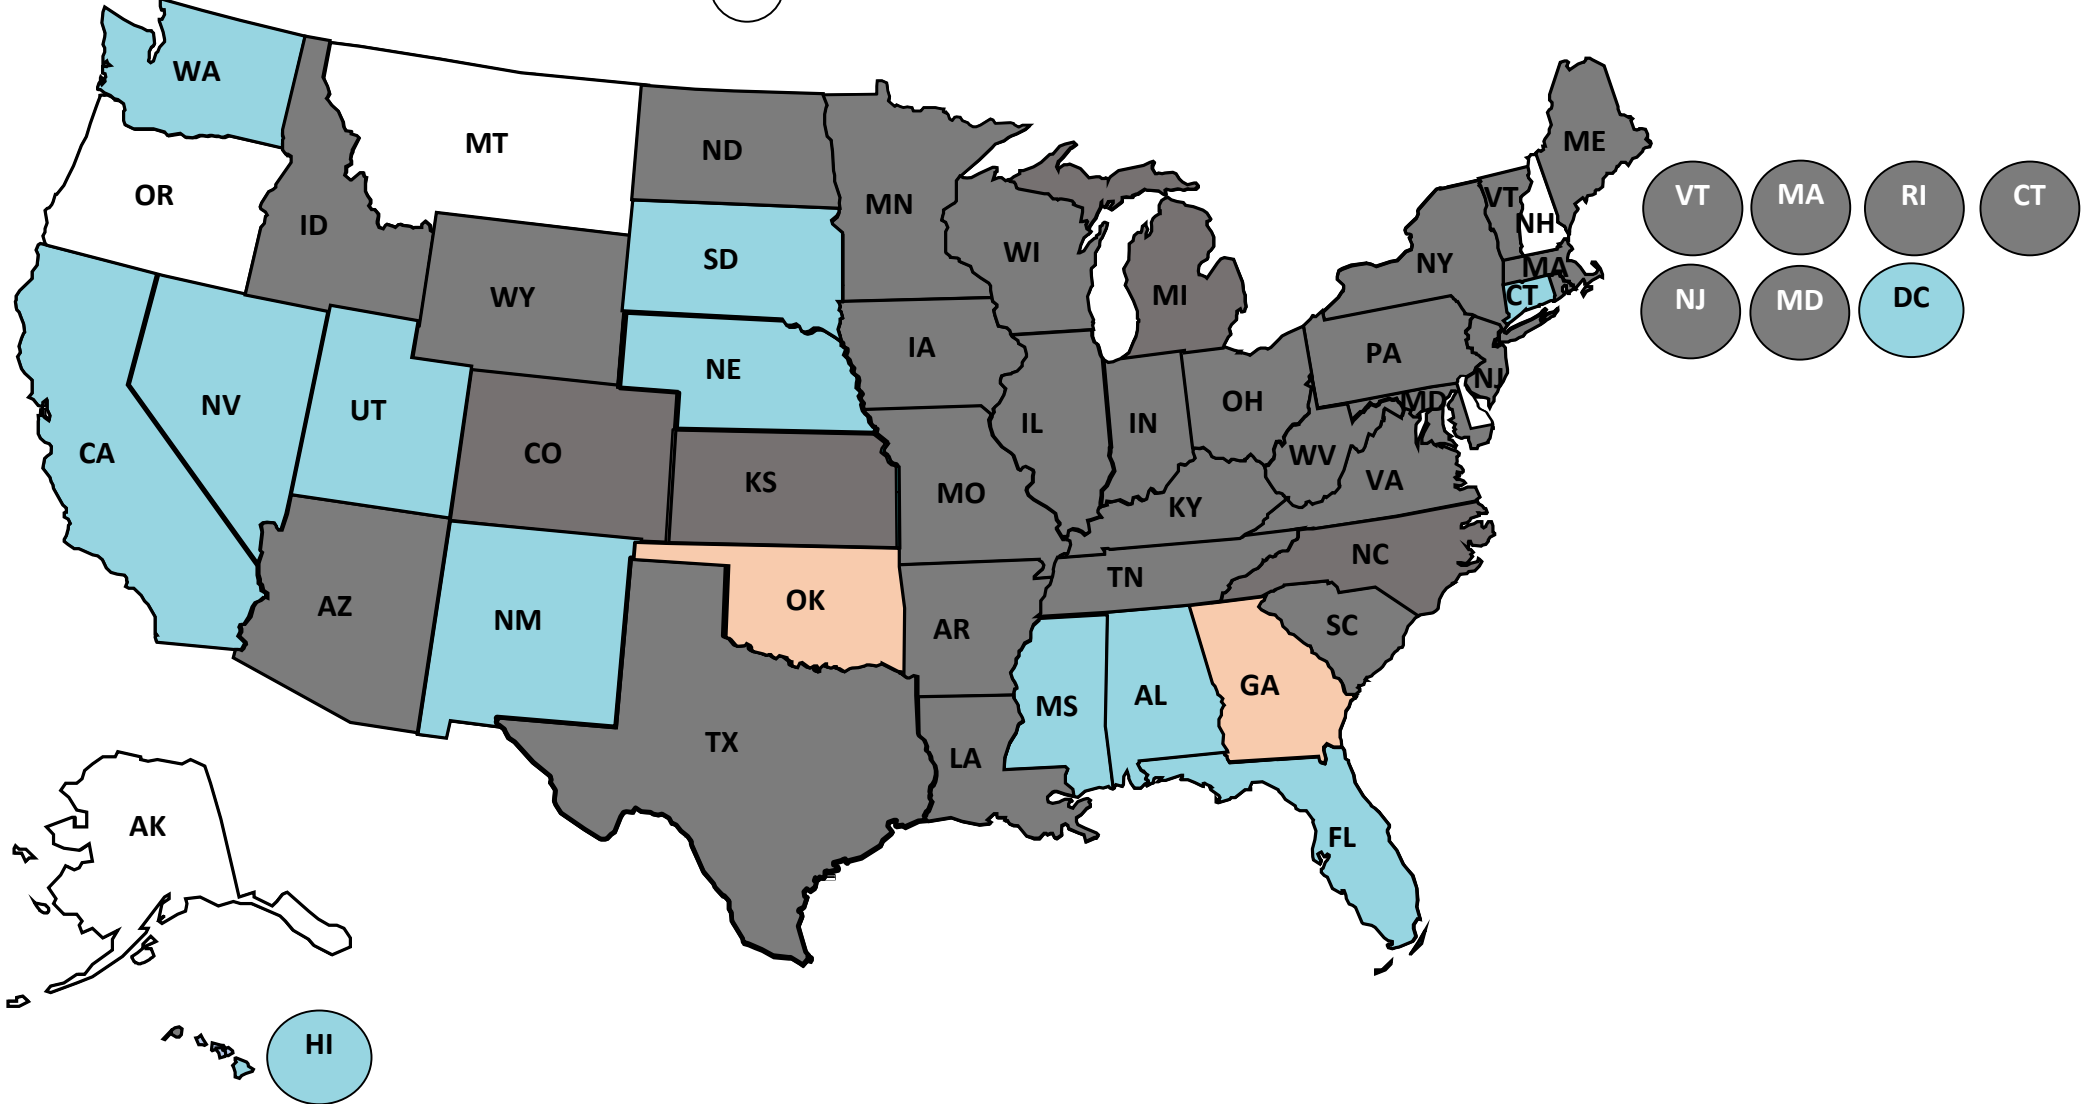 WA
MT
ND
ME
OR
ID
MN
VT
NH
VT
MA
RI
CT
SD
WI
NY
MA
WY
MI
CT
NJ
MD
DC
NE
IA
PA
NJ
NV
UT
IL
IN
OH
MD
CA
CO
KS
MO
WV
VA
KY
AZ
NM
OK
AR
TN
NC
SC
TX
LA
MS
AL
GA
AK
FL
HI